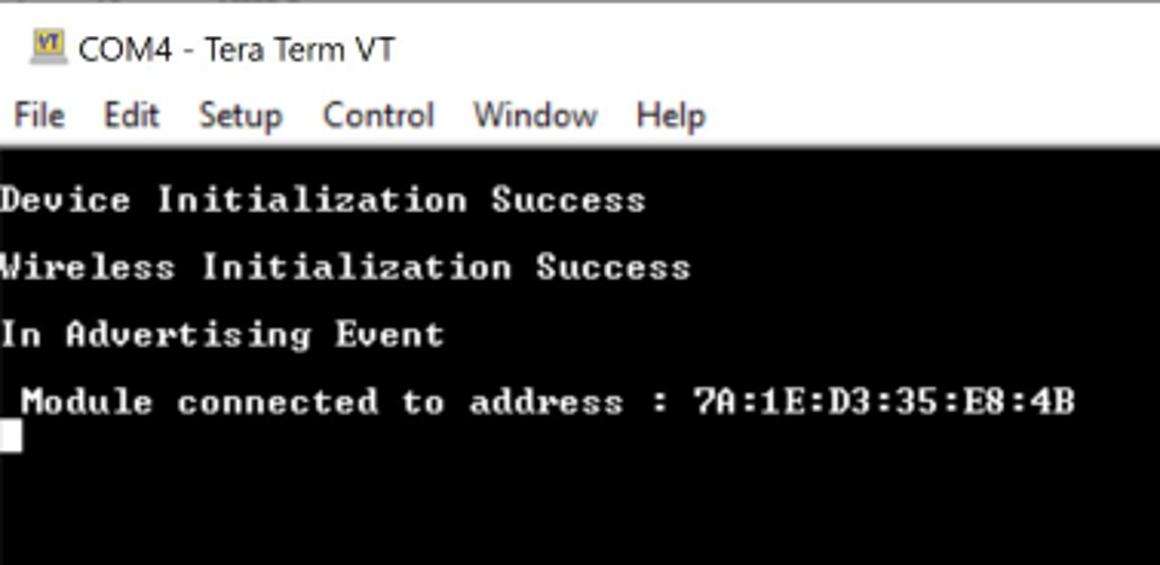 COM4 - Tera Term VT
File Edit Setup Control Window Help
Device Initialization Success
Wireless Initialization Success
In Advertising Event
Module connected to address : 7A:1E:D3:35:E8:4B